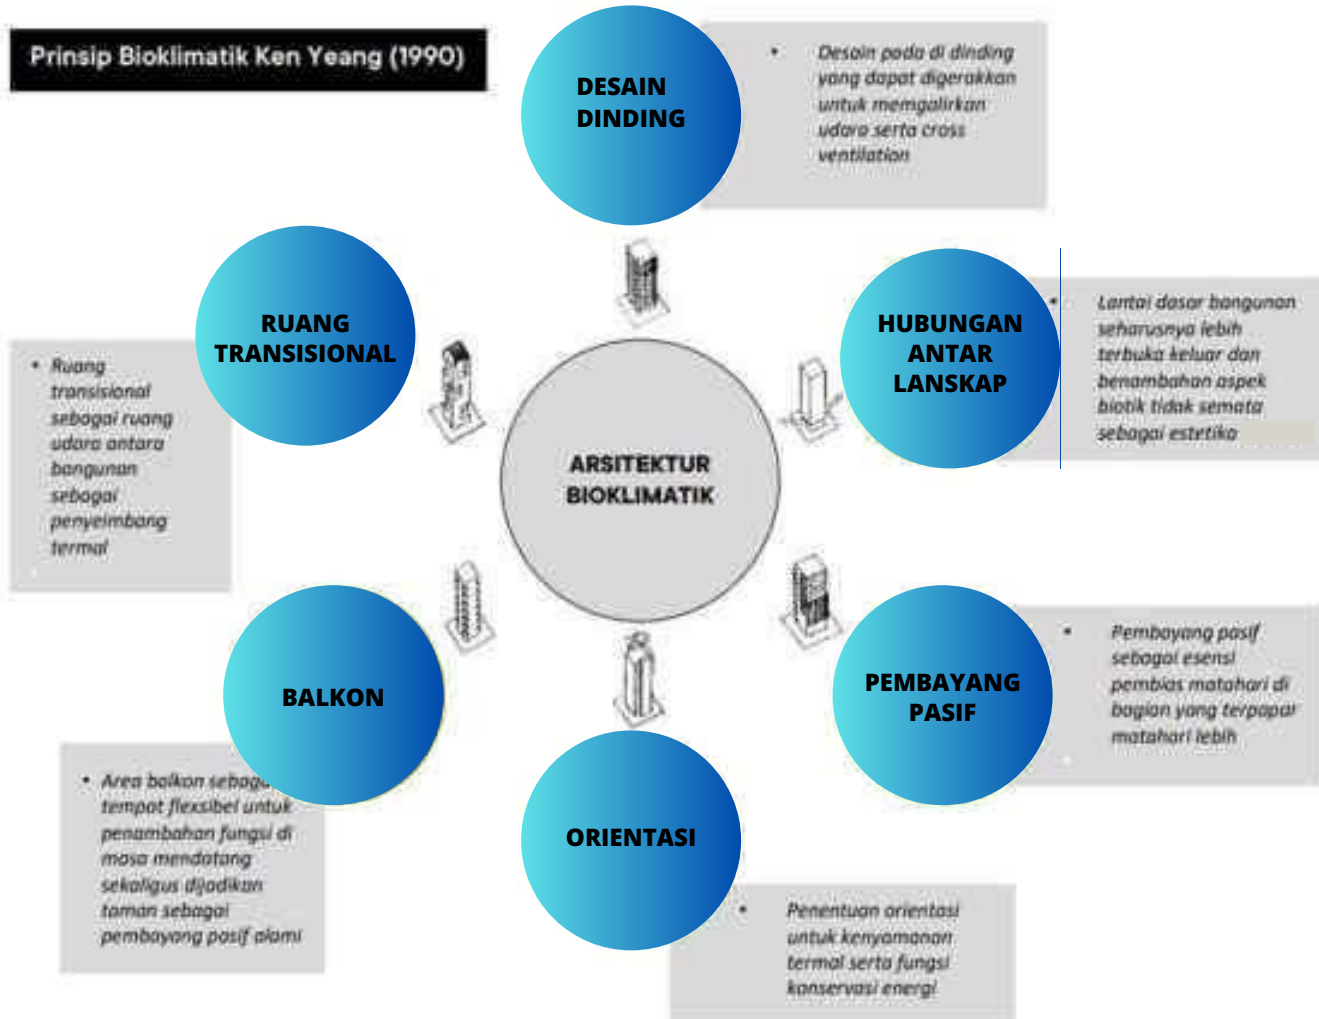 Prinsip Bioklimatik Ken Yeang (1990)
DESAIN
DINDING
• Desain pada di dinding
yang dapat digerakkan
untuk memgalirkan
udara serta cross
ventilation
HUBUNGAN
ANTAR
LANSKAP
• Lantai dasar bangunan
seharusnya lebih
terbuka keluar dan
benambahan aspek
biotik tidak semata
sebagai estetika
PEMBAYANG
PASIF
• Pembayang pasif
sebagai esensi
pembias matahari di
bagian yang terpapar
matahari lebih
ORIENTASI
• Penentuan orientasi
untuk kenyamanan
termal serta fungsi
konservasi energi
BALKON
• Area balkon sebaga
tempat flexsibel untuk
penambahan fungsi di
masa mendatang
sekaligus dijadikan
taman sebagai
pembayang pasif alami
RUANG
TRANSISIONAL
• Ruang
transisional
sebagai ruang
udara antara
bangunan
sebagai
penyeimbang
termal
ARSITEKTUR
BIOKLIMATIK